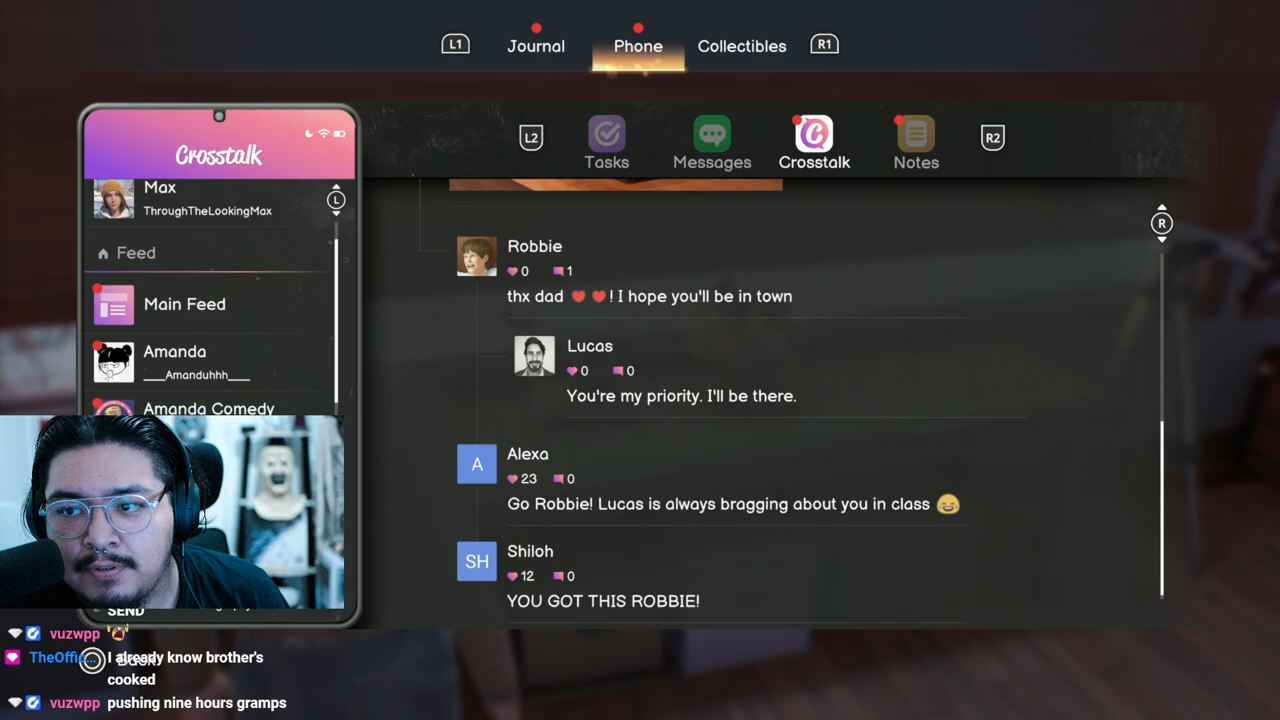 L1
Journal
Phone
Collectibles
R1
Crosstalk
L2
Tasks
Messages
Crosstalk
Notes
R2
Max
ThroughTheLookingMax
L
Feed
Main Feed
Amanda
___Amanduhhh___
Amanda Comedy
R
Robbie
0
1
thx dad ❤️ ❤️ ! I hope you'll be in town
Lucas
0
0
You're my priority. I'll be there.
A
Alexa
23
0
Go Robbie! Lucas is always bragging about you in class 😂
SH
Shiloh
12
0
YOU GOT THIS ROBBIE!
SEND
vuzwpp
TheOffic... I already know brother's
cooked
Back
vuzwpp pushing nine hours gramps